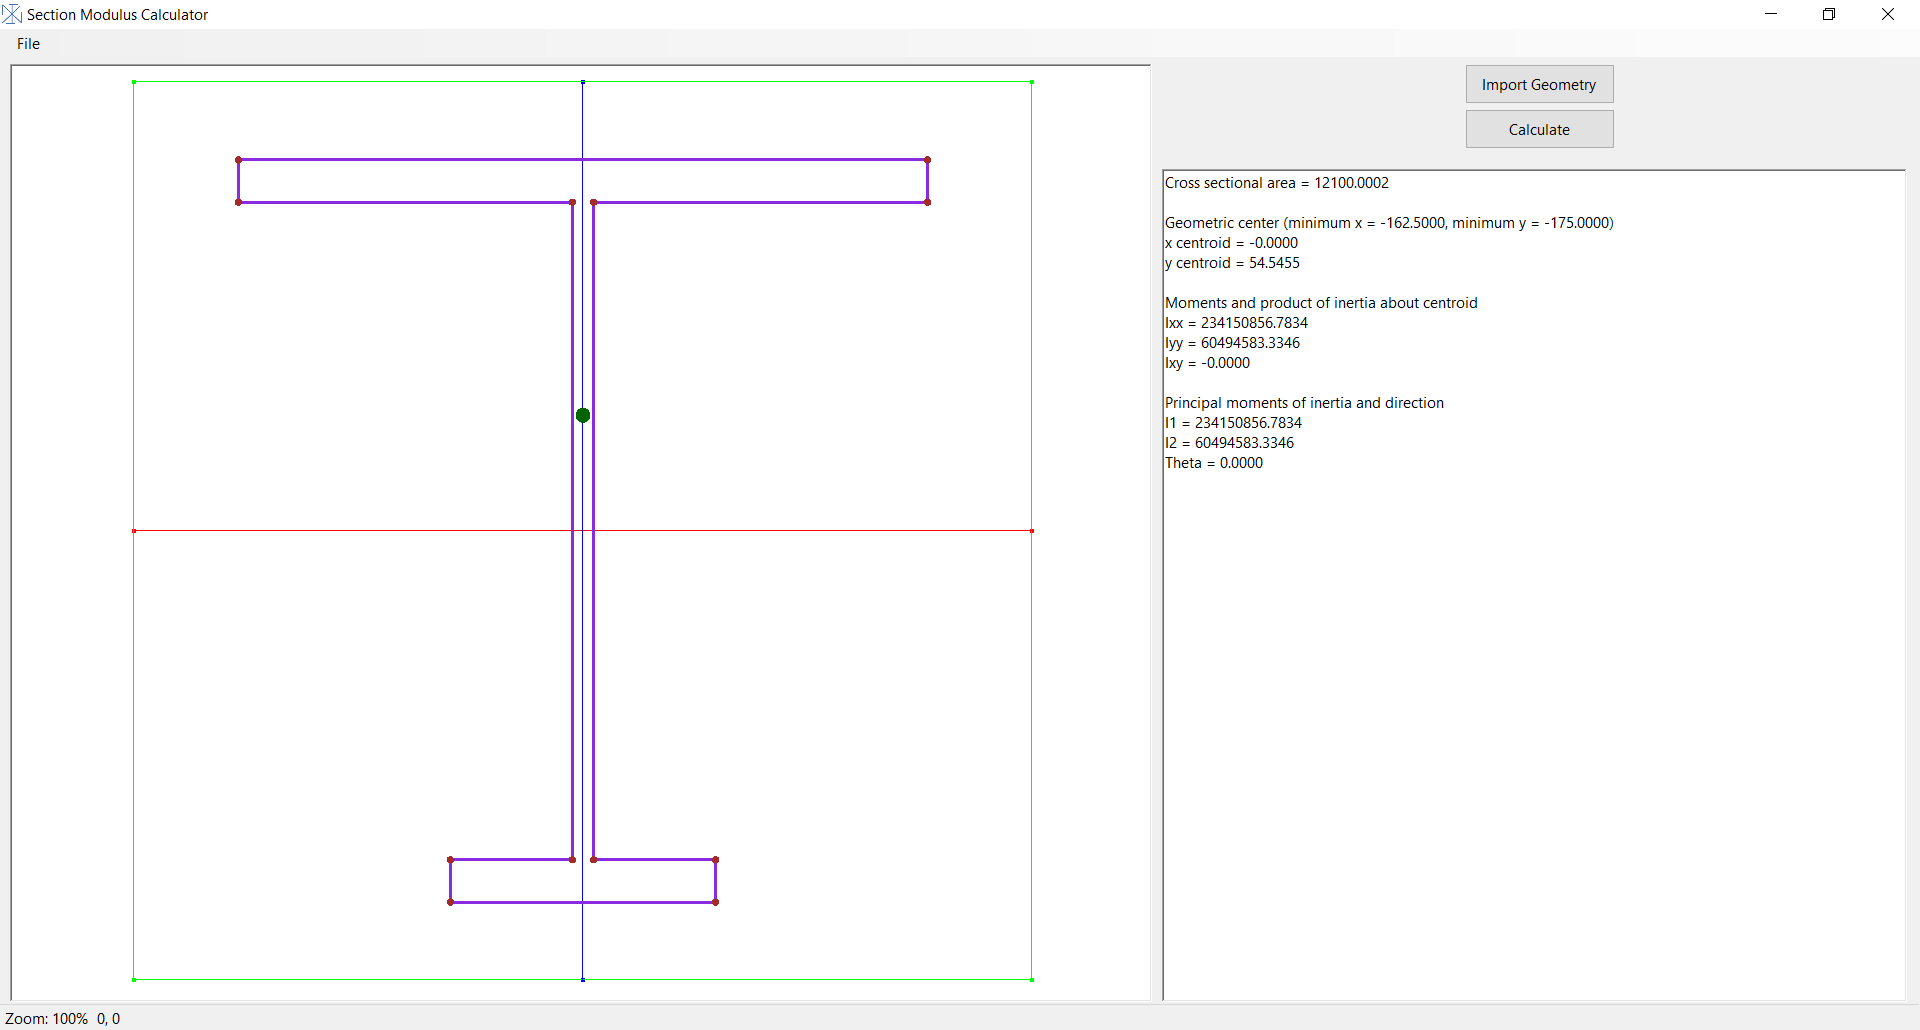 Section Modulus Calculator
File
Import Geometry
Calculate
Cross sectional area = 12100.0002
Geometric center (minimum x = -162.5000, minimum y = -175.0000)
x centroid = -0.0000
y centroid = 54.5455
Moments and product of inertia about centroid
Ixx = 234150856.7834
Iyy = 60494583.3346
Ixy = -0.0000
Principal moments of inertia and direction
I1 = 234150856.7834
I2 = 60494583.3346
Theta = 0.0000
Zoom: 100%  0, 0